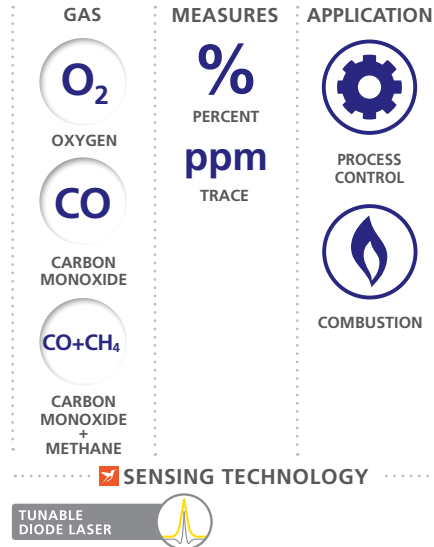 GAS
O₂
OXYGEN
CO
CARBON
MONOXIDE
CO+CH₄
CARBON
MONOXIDE
+
METHANE
MEASURES
%
PERCENT
ppm
TRACE
APPLICATION
PROCESS
CONTROL
COMBUSTION
SENSING TECHNOLOGY
TUNABLE
DIODE LASER